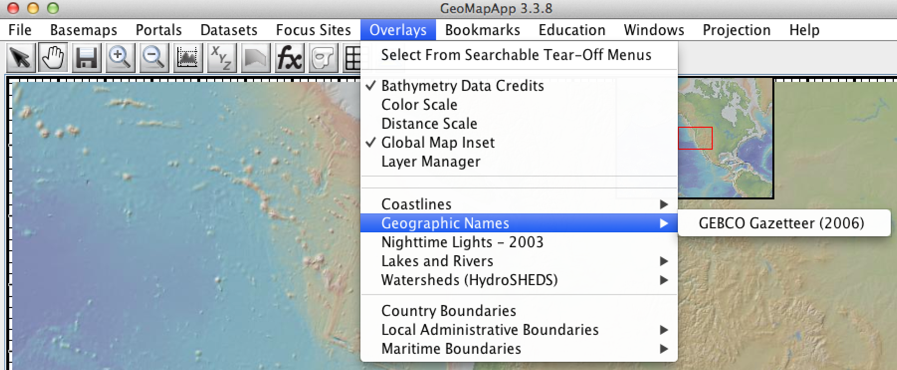 GeoMapApp 3.3.8
File Basemaps Portals Datasets Focus Sites Overlays Bookmarks Education Windows Projection Help
XYZ fx
Select From Searchable Tear-Off Menus
✓ Bathymetry Data Credits
Color Scale
Distance Scale
✓ Global Map Inset
Layer Manager
Coastlines
Geographic Names
GEBCO Gazetteer (2006)
Nighttime Lights - 2003
Lakes and Rivers
Watersheds (HydroSHEDS)
Country Boundaries
Local Administrative Boundaries
Maritime Boundaries